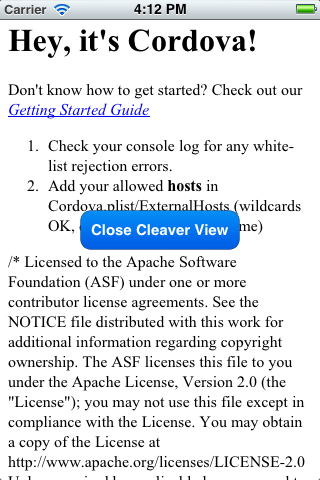 Carrier 4:12 PM
Hey, it's Cordova!
Don't know how to get started? Check out our
Getting Started Guide
1. Check your console log for any white-
list rejection errors.
2. Add your allowed hosts in
Cordova.plist/ExternalHosts (wildcards
OK, me)
Close Cleaver View
/* Licensed to the Apache Software
Foundation (ASF) under one or more
contributor license agreements. See the
NOTICE file distributed with this work for
additional information regarding copyright
ownership. The ASF licenses this file to you
under the Apache License, Version 2.0 (the
"License"); you may not use this file except in
compliance with the License. You may obtain
a copy of the License at
http://www.apache.org/licenses/LICENSE-2.0